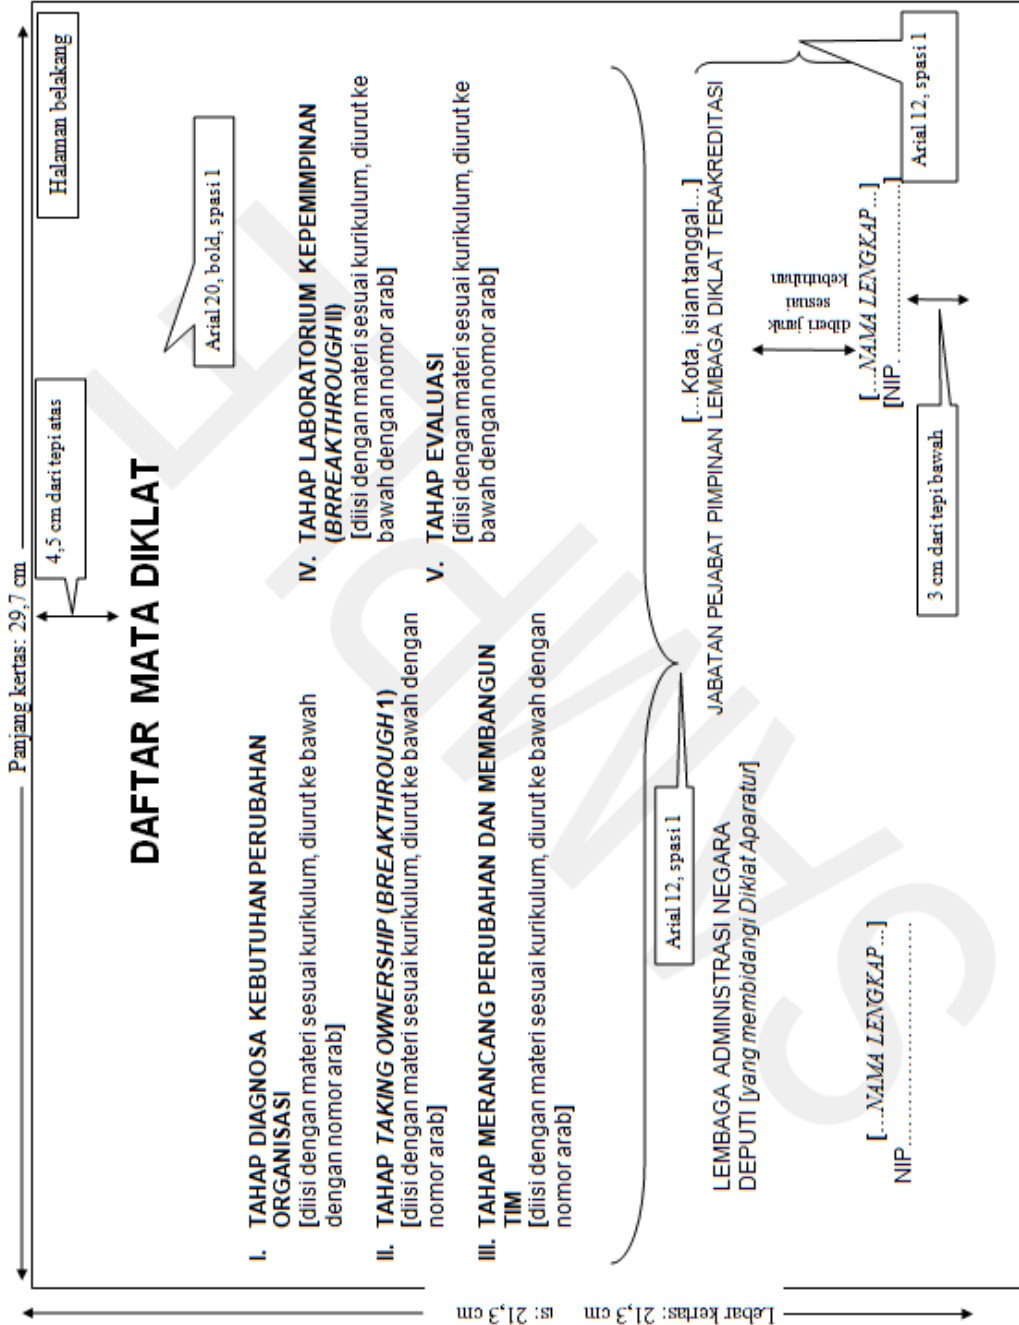 Panjang kertas: 29,7 cm
Halaman belakang
4,5 cm dari tepi atas
DAFTAR MATA DIKLAT
Arial 20, bold, spasi 1
I. TAHAP DIAGNOSA KEBUTUHAN PERUBAHAN
ORGANISASI
[diisi dengan materi sesuai kurikulum, diurut ke bawah
dengan nomor arab]
II. TAHAP TAKING OWNERSHIP (BREAKTHROUGH 1)
[diisi dengan materi sesuai kurikulum, diurut ke bawah dengan
nomor arab]
III. TAHAP MERANCANG PERUBAHAN DAN MEMBANGUN
TIM
[diisi dengan materi sesuai kurikulum, diurut ke bawah dengan
nomor arab]
IV. TAHAP LABORATORIUM KEPEMIMPINAN
(BRREAKTHROUGH II)
[diisi dengan materi sesuai kurikulum, diurut ke
bawah dengan nomor arab]
V. TAHAP EVALUASI
[diisi dengan materi sesuai kurikulum, diurut ke
bawah dengan nomor arab]
Arial 12, spasi 1
LEMBAGA ADMINISTRASI NEGARA
DEPUTI [yang membidangi Diklat Aparatur]
[...NAMA LENGKAP...]
NIP..............................
[...Kota, isian tanggal...]
JABATAN PEJABAT PIMPINAN LEMBAGA DIKLAT TERAKREDITASI
diberi jarak
sesuai
kebutuhan
[...NAMA LENGKAP...]
[NIP..............................]
Arial 12, spasi 1
3 cm dari tepi bawah
Lebar kertas: 21,3 cm
is: 21,3 cm
SAMPLE